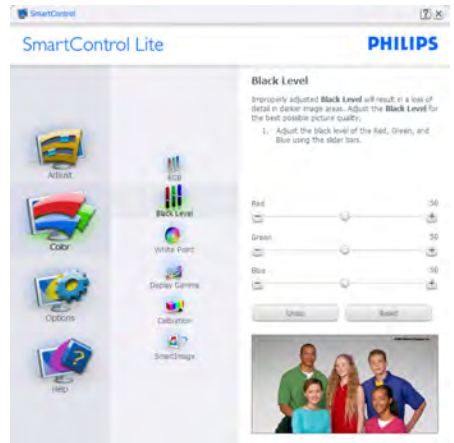 SmartControl
SmartControl Lite
PHILIPS
Adjust
Color
Options
Help
RGB
Black Level
White Point
Display Gamma
Calibration
SmartImage
Black Level
Improperly adjusted Black Level will result in a loss of
detail in darker image areas. Adjust the Black Level for
the best possible picture quality.
1. Adjust the black level of the Red, Green, and
Blue using the slider bars.
Red 50
Green 50
Blue 50
Undo Reset